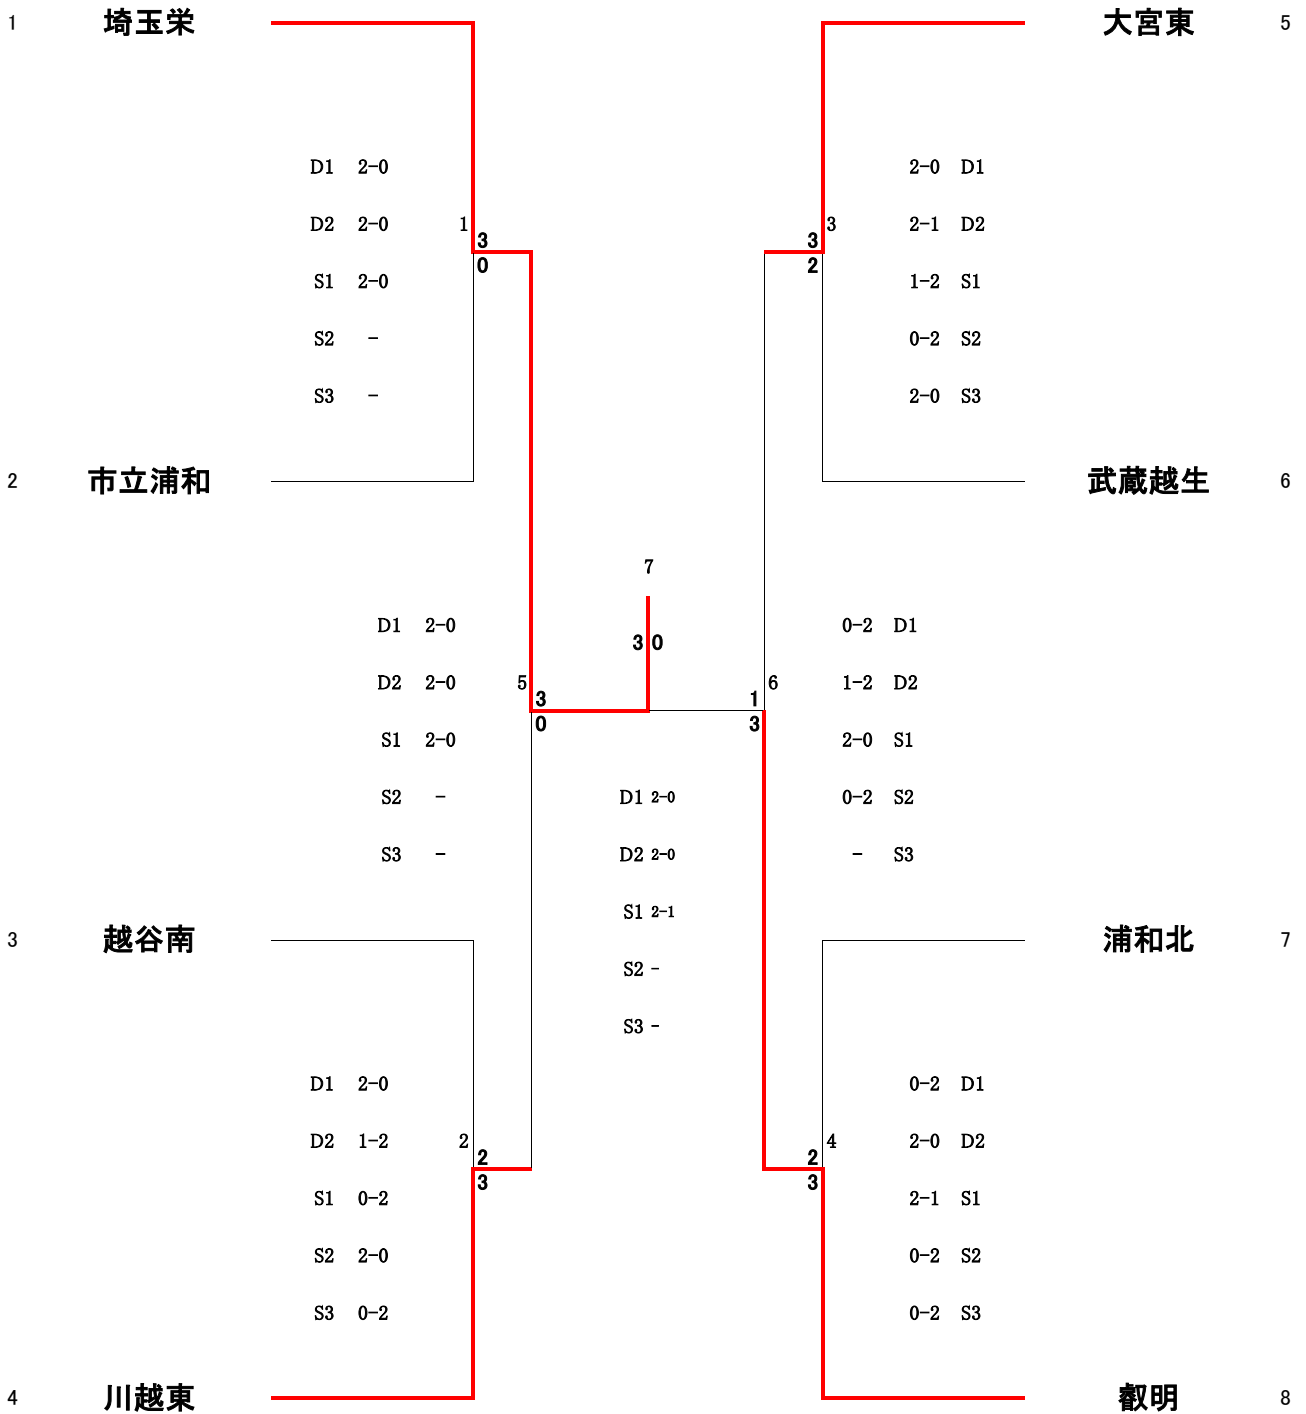 1 埼玉栄 大宮東 5
D1 2-0 2-0 D1
D2 2-0 1 3 2-1 D2
3 3
0 2
S1 2-0 1-2 S1
S2 - 0-2 S2
S3 - 2-0 S3
2 市立浦和 武蔵越生 6
7
D1 2-0 0-2 D1
3 0
D2 2-0 5 6 1-2 D2
3 1
0 3
S1 2-0 2-0 S1
S2 - D1 2-0 0-2 S2
S3 - D2 2-0 - S3
S1 2-1
3 越谷南 浦和北 7
S2 -
S3 -
D1 2-0 0-2 D1
D2 1-2 2 4 2-0 D2
2 2
3 3
S1 0-2 2-1 S1
S2 2-0 0-2 S2
S3 0-2 0-2 S3
4 川越東 叡明 8